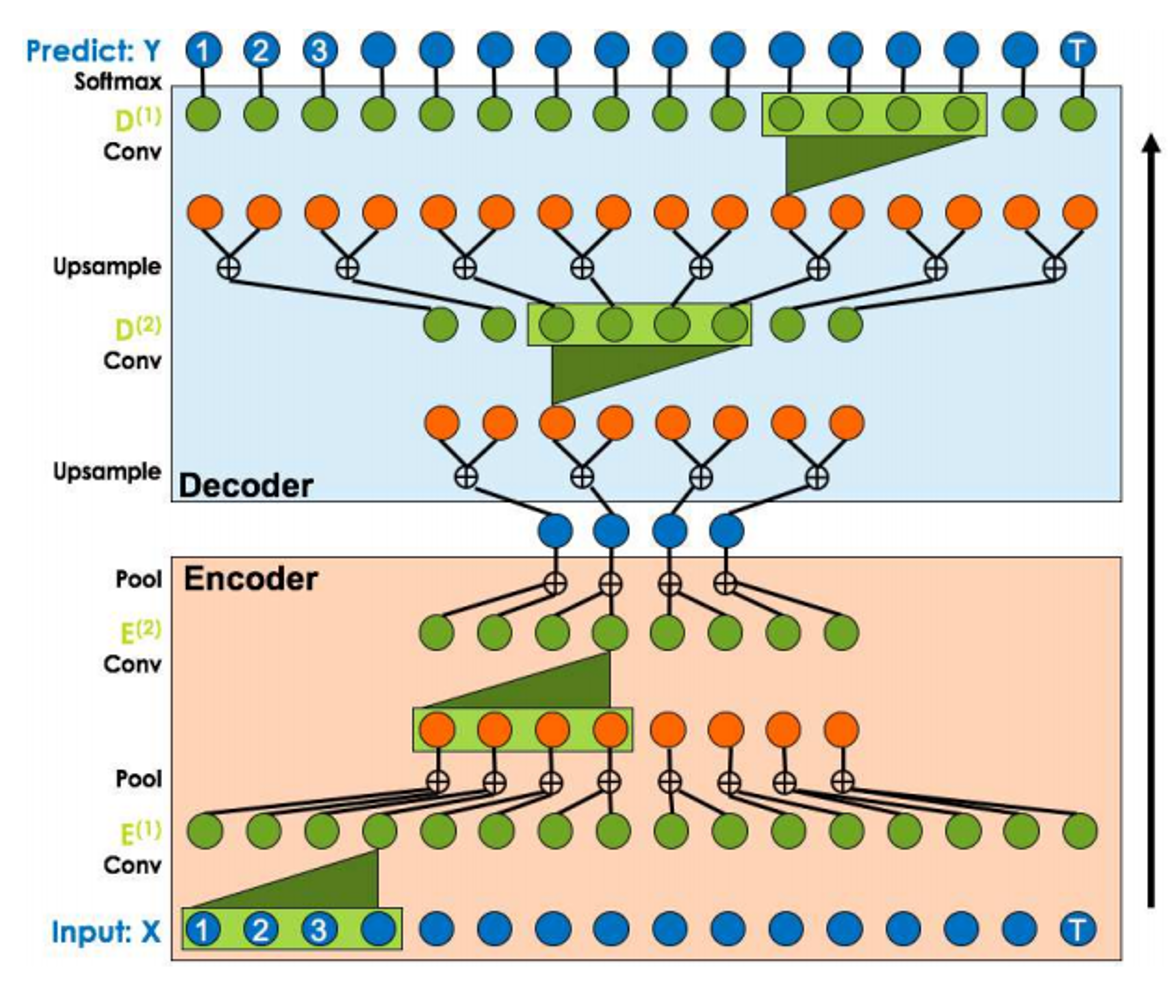 Predict: Y 1 2 3 T
Softmax
D(1)
Conv
Upsample
D(2)
Conv
Upsample
Decoder
Pool
Encoder
E(2)
Conv
Pool
E(1)
Conv
Input: X 1 2 3 T